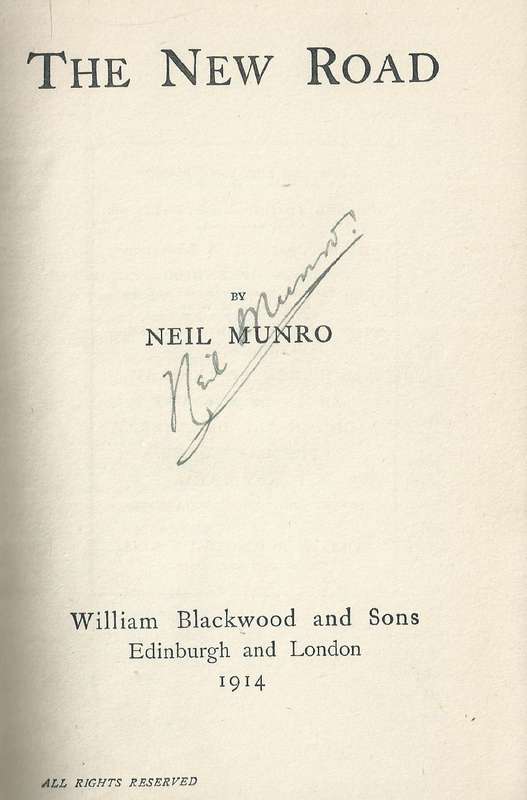 THE NEW ROAD
BY
NEIL MUNRO
Neil Munro.
William Blackwood and Sons
Edinburgh and London
1914
ALL RIGHTS RESERVED